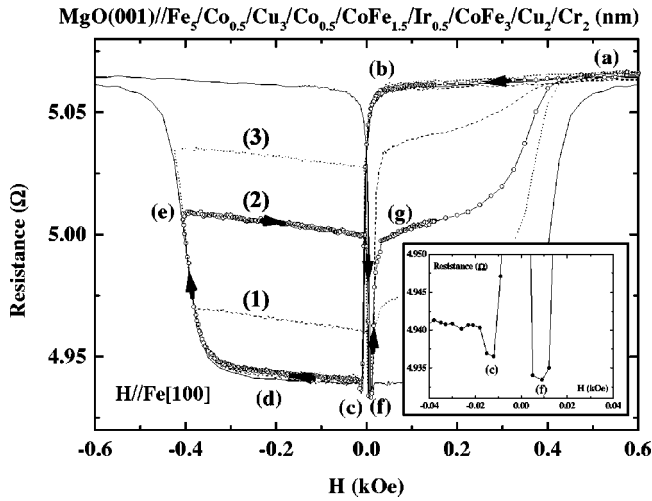 MgO(001)//Fe₅/Co₀.₅/Cu₃/Co₀.₅/CoFe₁.₅/Ir₀.₅/CoFe₃/Cu₂/Cr₂ (nm)
(a)
(b)
5.05
(3)
(2)
(e)
(g)
5.00
Resistance (Ω)
(1)
4.95
H//Fe[100]
(d)
(c)
(f)
4.950
Resistance (Ω)
4.945
4.940
4.935
(c)
(f)
H (kOe)
-0.04 -0.02 0.00 0.02 0.04
-0.6 -0.4 -0.2 0.0 0.2 0.4 0.6
H (kOe)